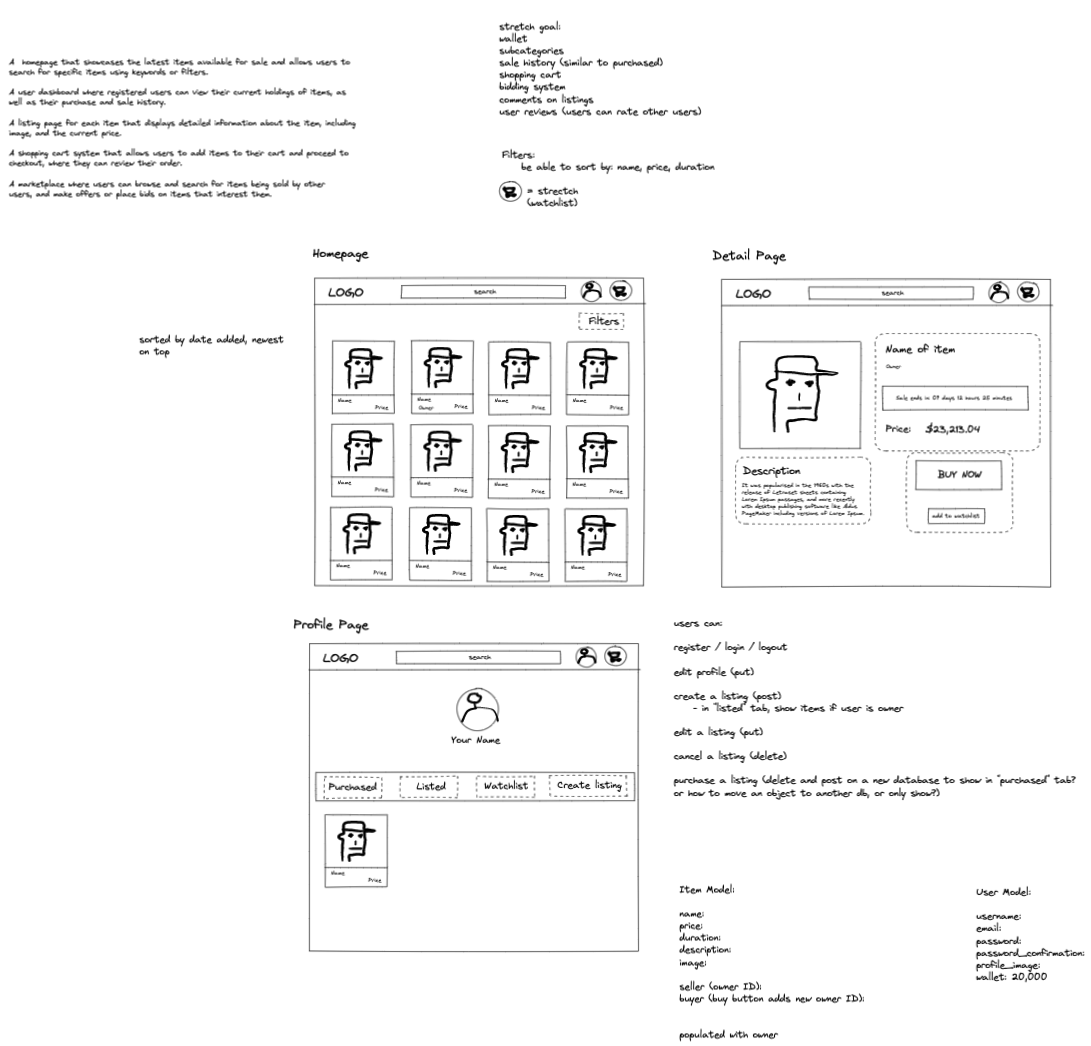 A homepage that showcases the latest items available for sale and allows users to
search for specific items using keywords or filters.
A user dashboard where registered users can view their current holdings of items, as
well as their purchase and sale history.
A listing page for each item that displays detailed information about the item, including
image, and the current price.
A shopping cart system that allows users to add items to their cart and proceed to
checkout, where they can review their order.
A marketplace where users can browse and search for items being sold by other
users, and make offers or place bids on items that interest them.
stretch goal:
wallet
subcategories
sale history (similar to purchased)
shopping cart
bidding system
comments on listings
user reviews (users can rate other users)
Filters:
be able to sort by: name, price, duration
= strectch
(watchlist)
Homepage
LOGO
search
Filters
sorted by date added, newest
on top
Name
Price
Name
Owner
Price
Name
Price
Name
Price
Name
Price
Name
Price
Name
Price
Name
Price
Name
Price
Name
Price
Name
Price
Name
Price
Detail Page
LOGO
search
Name of item
Owner
Sale ends in 09 days 12 hours 25 minutes
Price: $23,213.04
Description
It was popularised in the 1960s with the
release of Letraset sheets containing
Lorem Ipsum passages, and more recently
with desktop publishing software like Aldus
PageMaker including versions of Lorem Ipsum.
BUY NOW
add to watchlist
Profile Page
LOGO
search
Your Name
Purchased
Listed
Watchlist
Create listing
Name
Price
users can:
register / login / logout
edit profile (put)
create a listing (post)
- in "listed" tab, show items if user is owner
edit a listing (put)
cancel a listing (delete)
purchase a listing (delete and post on a new database to show in "purchased" tab?
or how to move an object to another db, or only show?)
Item Model:
name:
price:
duration:
description:
image:
seller (owner ID):
buyer (buy button adds new owner ID):
populated with owner
User Model:
username:
email:
password:
password_confirmation:
profile_image:
wallet: 20,000